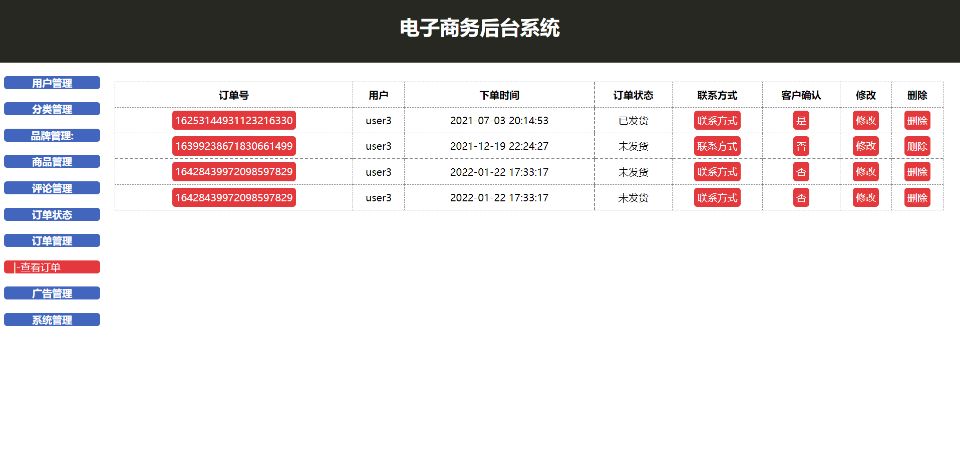 电子商务后台系统
用户管理
分类管理
品牌管理:
商品管理
评论管理
订单状态
订单管理
|-查看订单
广告管理
系统管理
订单号 用户 下单时间 订单状态 联系方式 客户确认 修改 删除
16253144931123216330 user3 2021-07-03 20:14:53 已发货 联系方式 是 修改 删除
16399238671830661499 user3 2021-12-19 22:24:27 未发货 联系方式 否 修改 删除
16428439972098597829 user3 2022-01-22 17:33:17 未发货 联系方式 否 修改 删除
16428439972098597829 user3 2022-01-22 17:33:17 未发货 联系方式 否 修改 删除